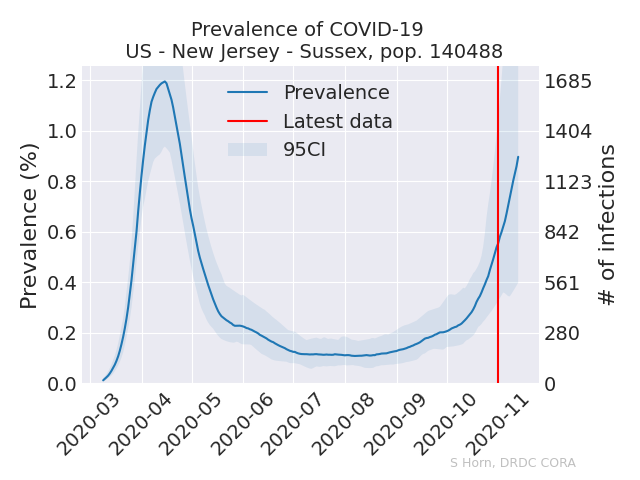 Prevalence of COVID-19
US - New Jersey - Sussex, pop. 140488
Prevalence (%)
1.2
1.0
0.8
0.6
0.4
0.2
0.0
Prevalence
Latest data
95CI
1685
1404
1123
842
561
280
0
# of infections
2020-03
2020-04
2020-05
2020-06
2020-07
2020-08
2020-09
2020-10
2020-11
S Horn, DRDC CORA